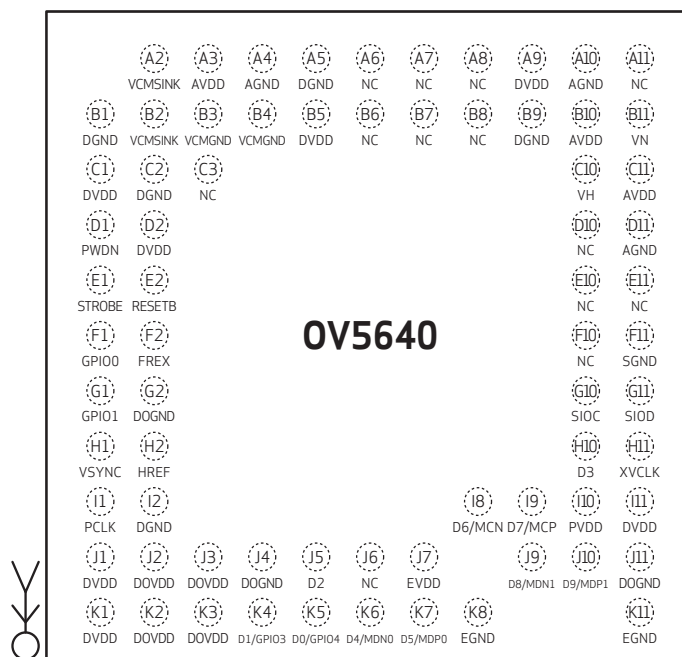 A2 A3 A4 A5 A6 A7 A8 A9 A10 A11
VCMSINK AVDD AGND DGND NC NC NC DVDD AGND NC
B1 B2 B3 B4 B5 B6 B7 B8 B9 B10 B11
DGND VCMSINK VCMGND VCMGND DVDD NC NC NC DGND AVDD VN
C1 C2 C3 C10 C11
DVDD DGND NC VH AVDD
D1 D2 D10 D11
PWDN DVDD NC AGND
E1 E2 E10 E11
STROBE RESETB NC NC
OV5640
F1 F2 F10 F11
GPIO0 FREX NC SGND
G1 G2 G10 G11
GPIO1 DOGND SIOC SIOD
H1 H2 H10 H11
VSYNC HREF D3 XVCLK
I1 I2 I8 I9 I10 I11
PCLK DGND D6/MCN D7/MCP PVDD DVDD
J1 J2 J3 J4 J5 J6 J7 J9 J10 J11
DVDD DOVDD DOVDD DOGND D2 NC EVDD D8/MDN1 D9/MDP1 DOGND
K1 K2 K3 K4 K5 K6 K7 K8 K11
DVDD DOVDD DOVDD D1/GPIO3 D0/GPIO4 D4/MDN0 D5/MDP0 EGND EGND